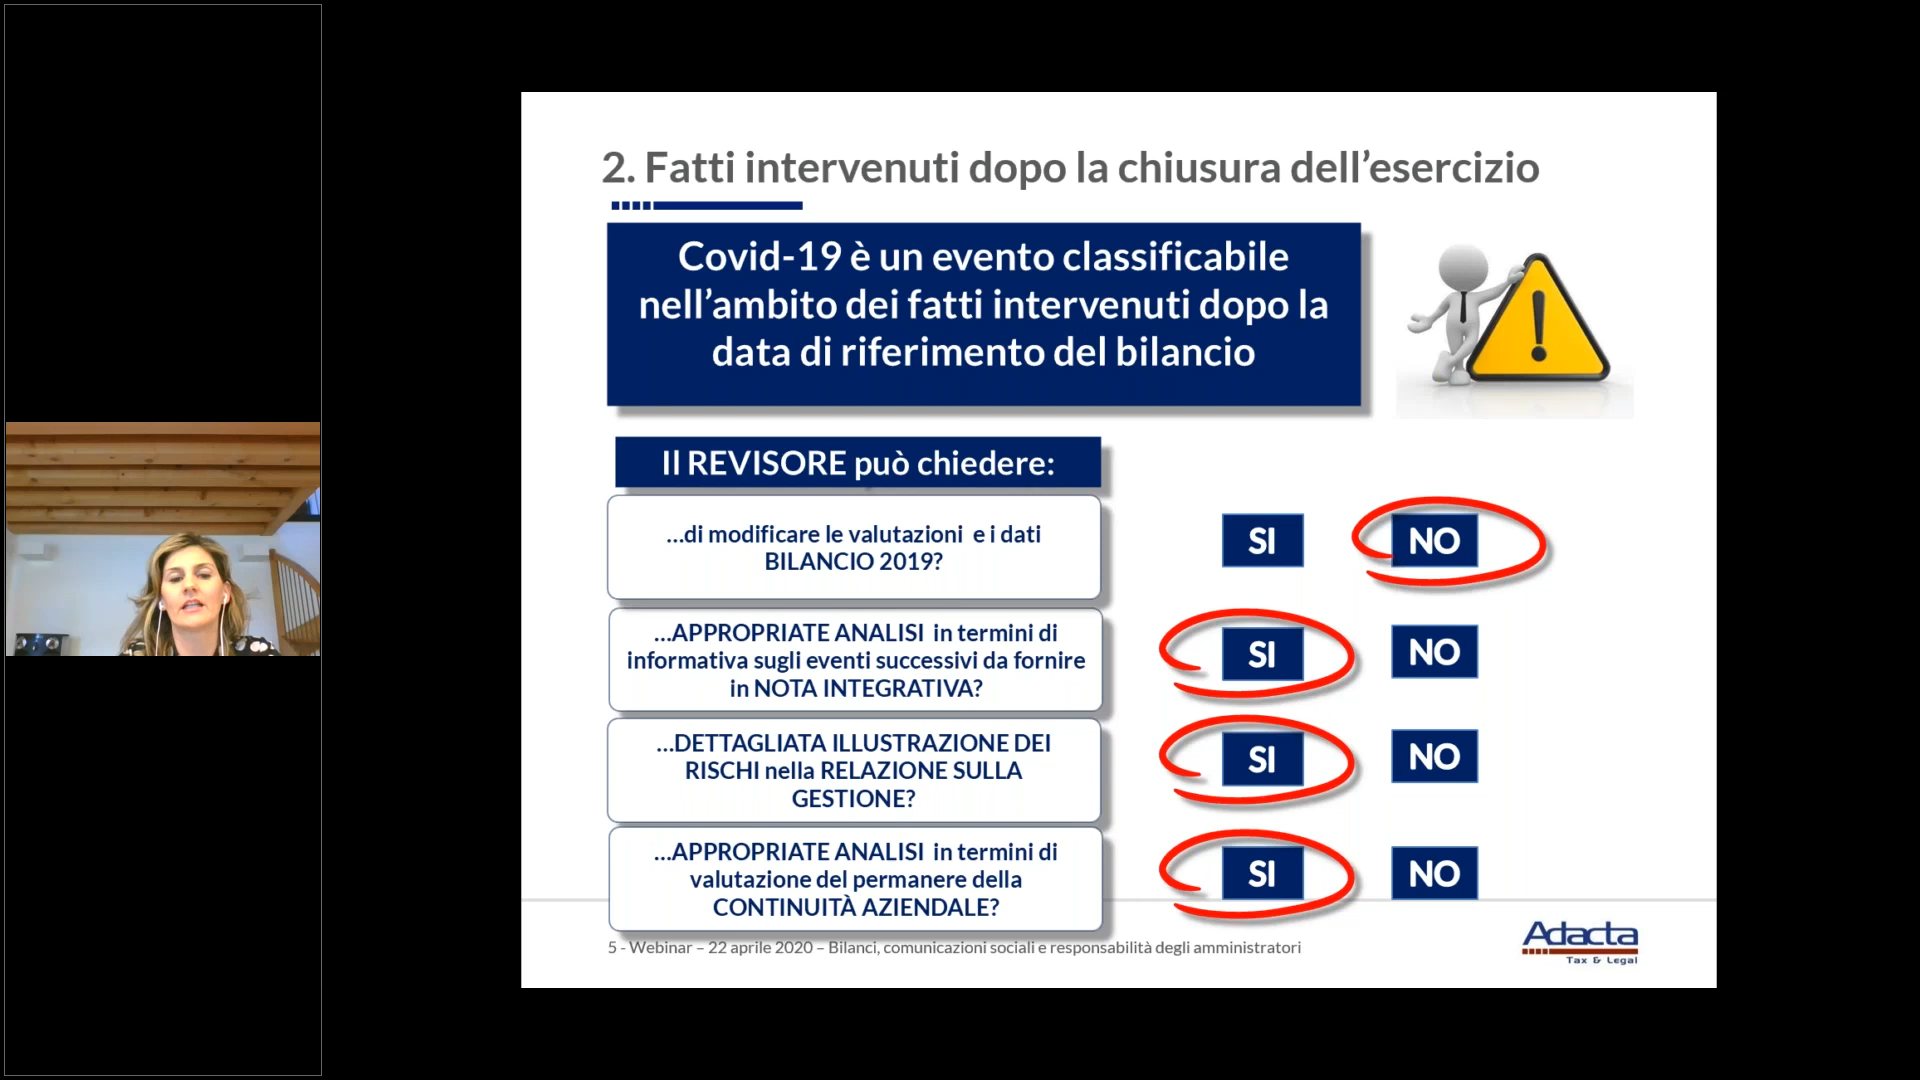 2. Fatti intervenuti dopo la chiusura dell’esercizio
Covid-19 è un evento classificabile
nell’ambito dei fatti intervenuti dopo la
data di riferimento del bilancio
Il REVISORE può chiedere:
...di modificare le valutazioni e i dati
BILANCIO 2019?
SI
NO
...APPROPRIATE ANALISI in termini di
informativa sugli eventi successivi da fornire
in NOTA INTEGRATIVA?
SI
NO
...DETTAGLIATA ILLUSTRAZIONE DEI
RISCHI nella RELAZIONE SULLA
GESTIONE?
SI
NO
...APPROPRIATE ANALISI in termini di
valutazione del permanere della
CONTINUITÀ AZIENDALE?
SI
NO
5 - Webinar – 22 aprile 2020 – Bilanci, comunicazioni sociali e responsabilità degli amministratori
Adacta
Tax & Legal